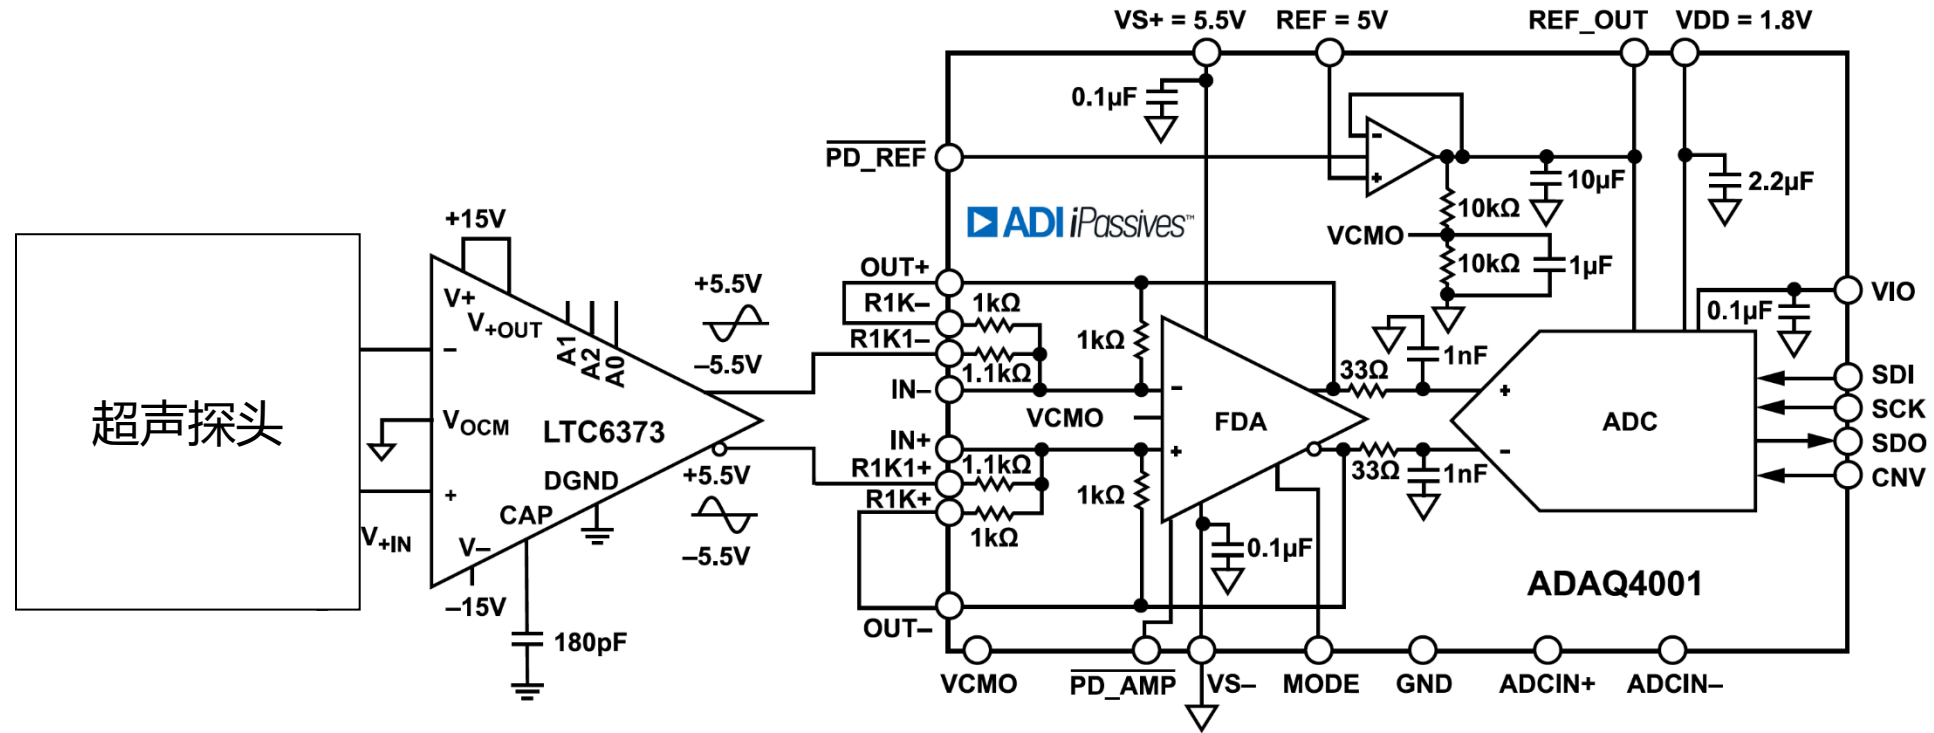 VS+ = 5.5V
REF = 5V
REF_OUT
VDD = 1.8V
0.1µF
PD_REF
10µF
2.2µF
10kΩ
VCMO
10kΩ
1µF
ADI iPassives™
+15V
OUT+
R1K–
1kΩ
R1K1–
1.1kΩ
IN–
VCMO
1kΩ
0.1µF
VIO
1nF
33Ω
+
-
SDI
SCK
SDO
CNV
ADC
FDA
-
+
33Ω
1nF
V+
V+OUT
A1
A2
A0
+5.5V
–5.5V
–
超声探头
VOCM
LTC6373
DGND
+
CAP
V+IN
V–
–15V
180pF
+5.5V
–5.5V
IN+
R1K1+
1.1kΩ
R1K+
1kΩ
1kΩ
OUT–
0.1µF
ADAQ4001
VCMO
PD_AMP
VS–
MODE
GND
ADCIN+
ADCIN–
-
+